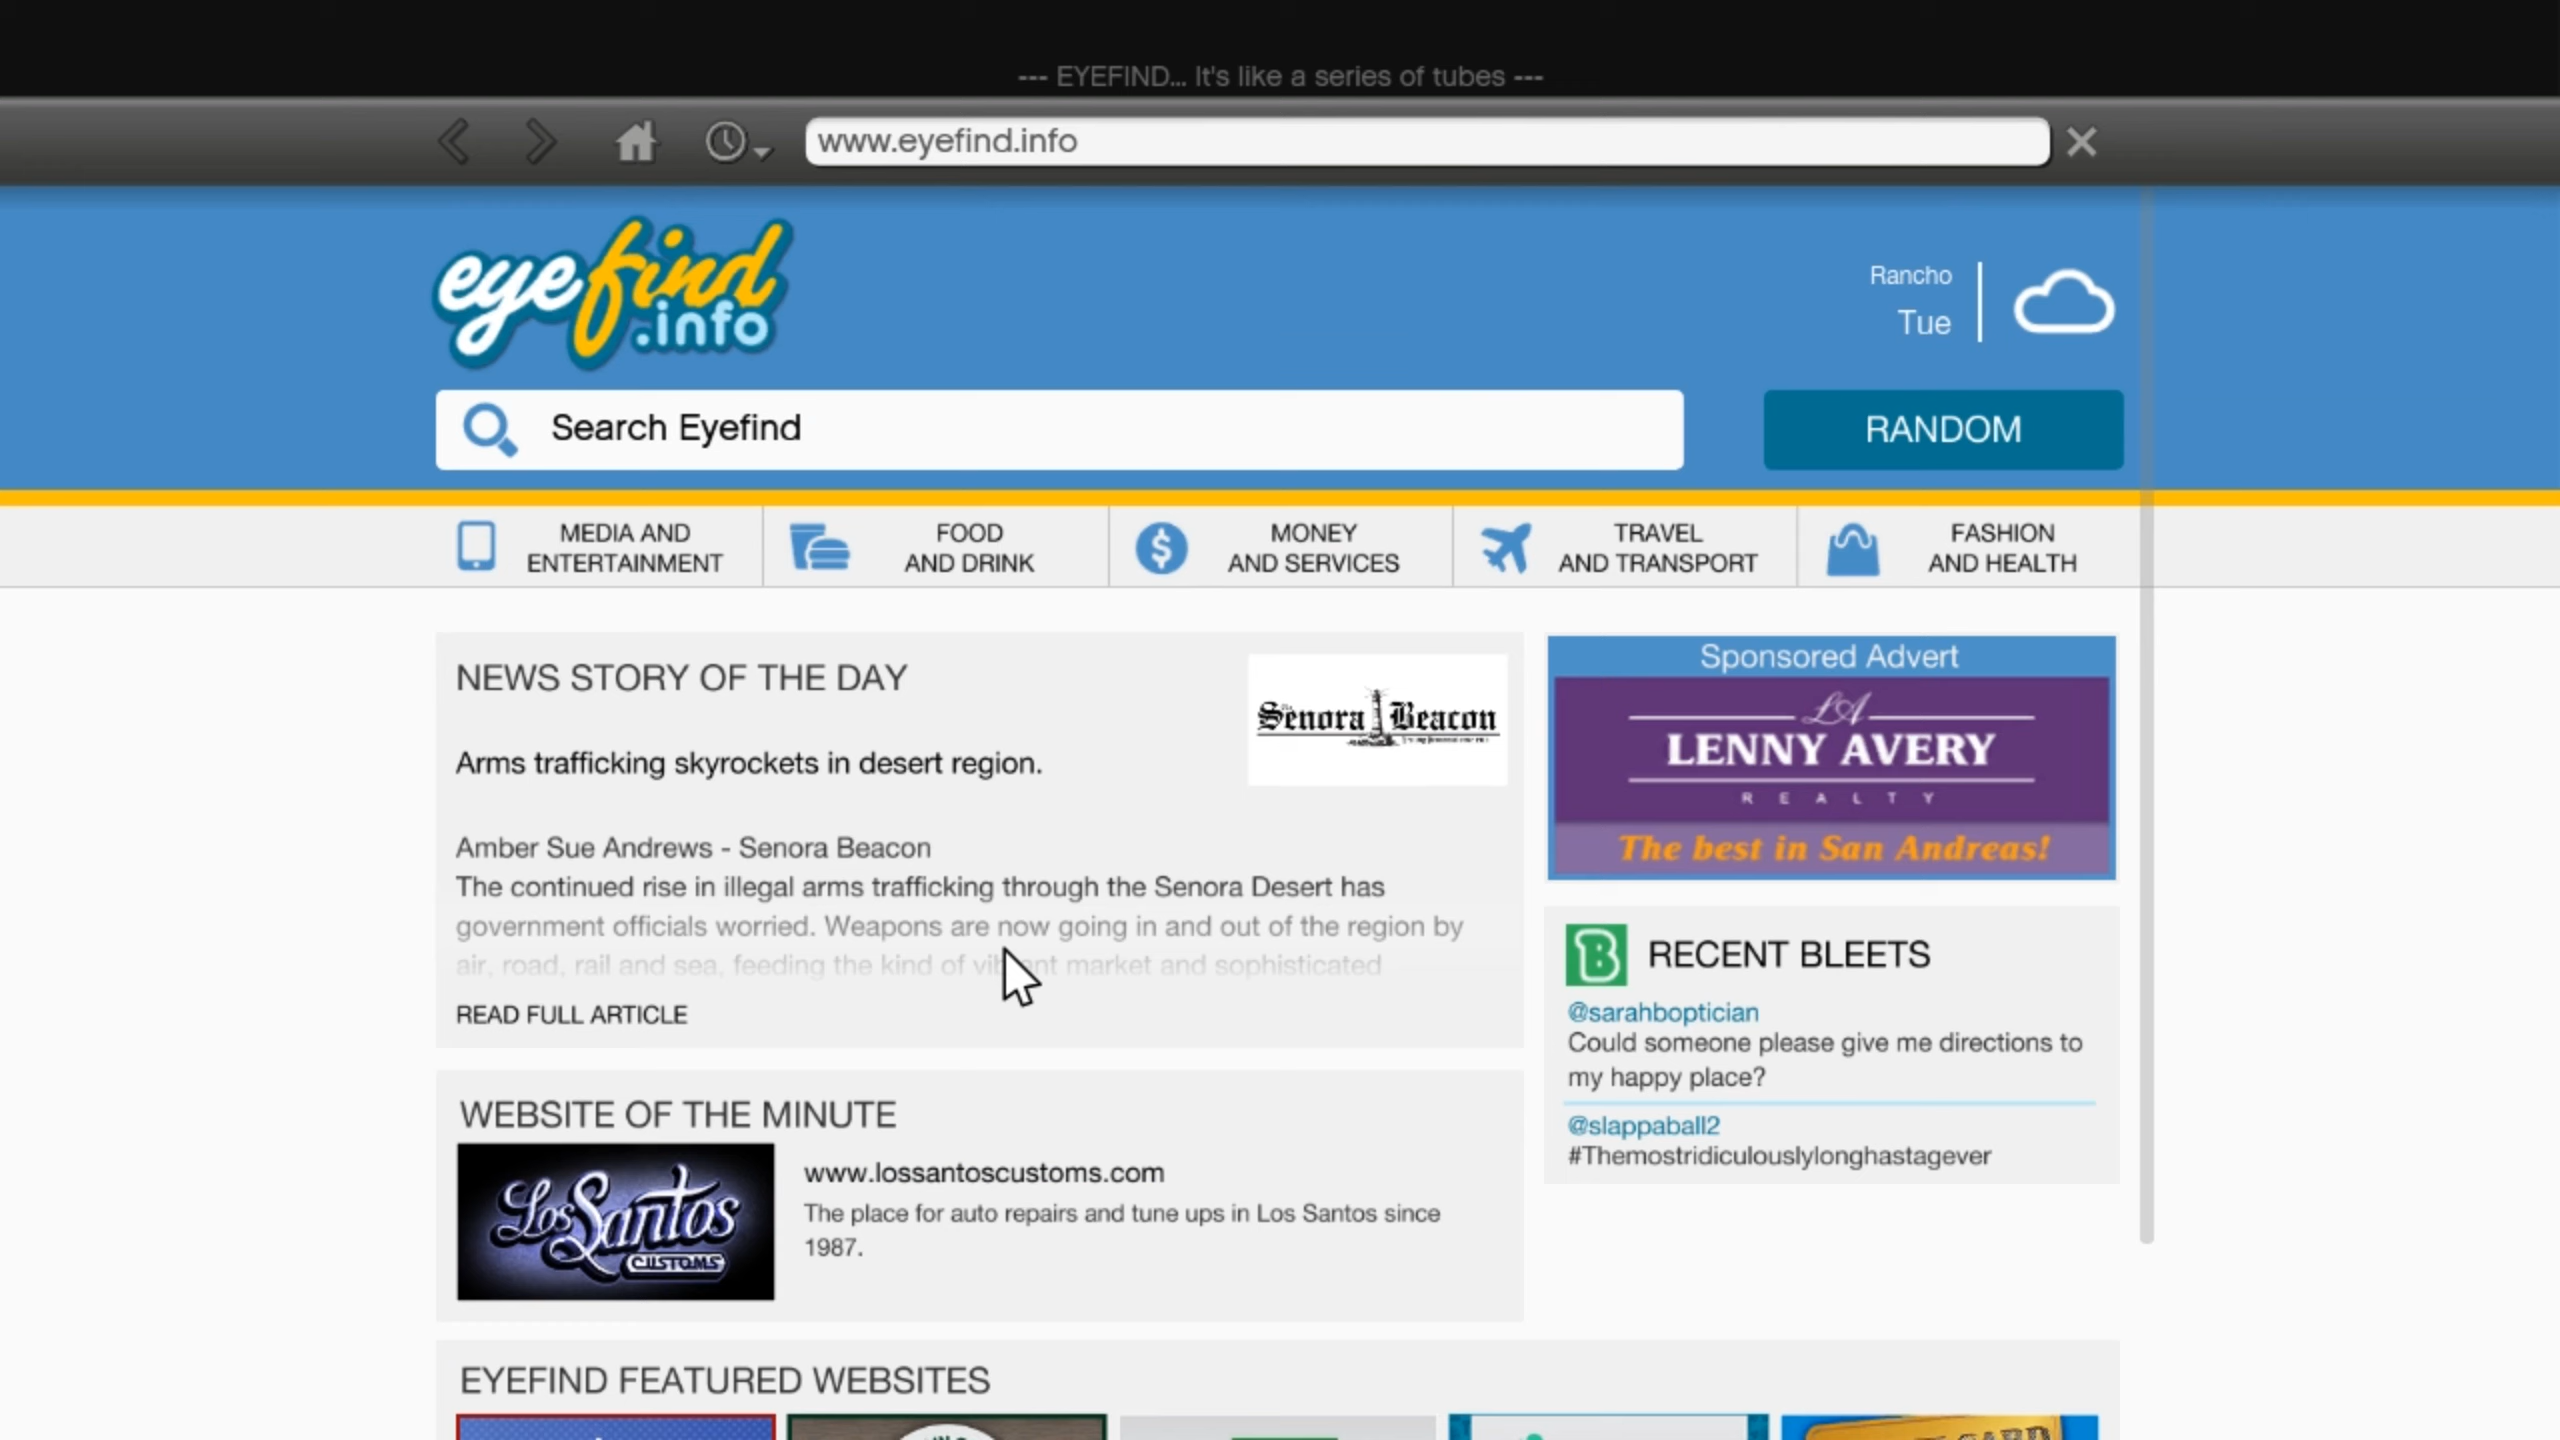 --- EYEFIND... It's like a series of tubes ---
www.eyefind.info
eyefind
.info
Rancho
Tue
Search Eyefind
RANDOM
MEDIA AND
ENTERTAINMENT
FOOD
AND DRINK
MONEY
AND SERVICES
TRAVEL
AND TRANSPORT
FASHION
AND HEALTH
NEWS STORY OF THE DAY
Senora Beacon
Arms trafficking skyrockets in desert region.
Amber Sue Andrews - Senora Beacon
The continued rise in illegal arms trafficking through the Senora Desert has
government officials worried. Weapons are now going in and out of the region by
air, road, rail and sea, feeding the kind of vibrant market and sophisticated
READ FULL ARTICLE
Sponsored Advert
LA
LENNY AVERY
REALTY
The best in San Andreas!
B RECENT BLEETS
@sarahboptician
Could someone please give me directions to
my happy place?
@slappaball2
#Themostridiculouslylonghastagever
WEBSITE OF THE MINUTE
Los Santos
CUSTOMS
www.lossantoscustoms.com
The place for auto repairs and tune ups in Los Santos since
1987.
EYEFIND FEATURED WEBSITES